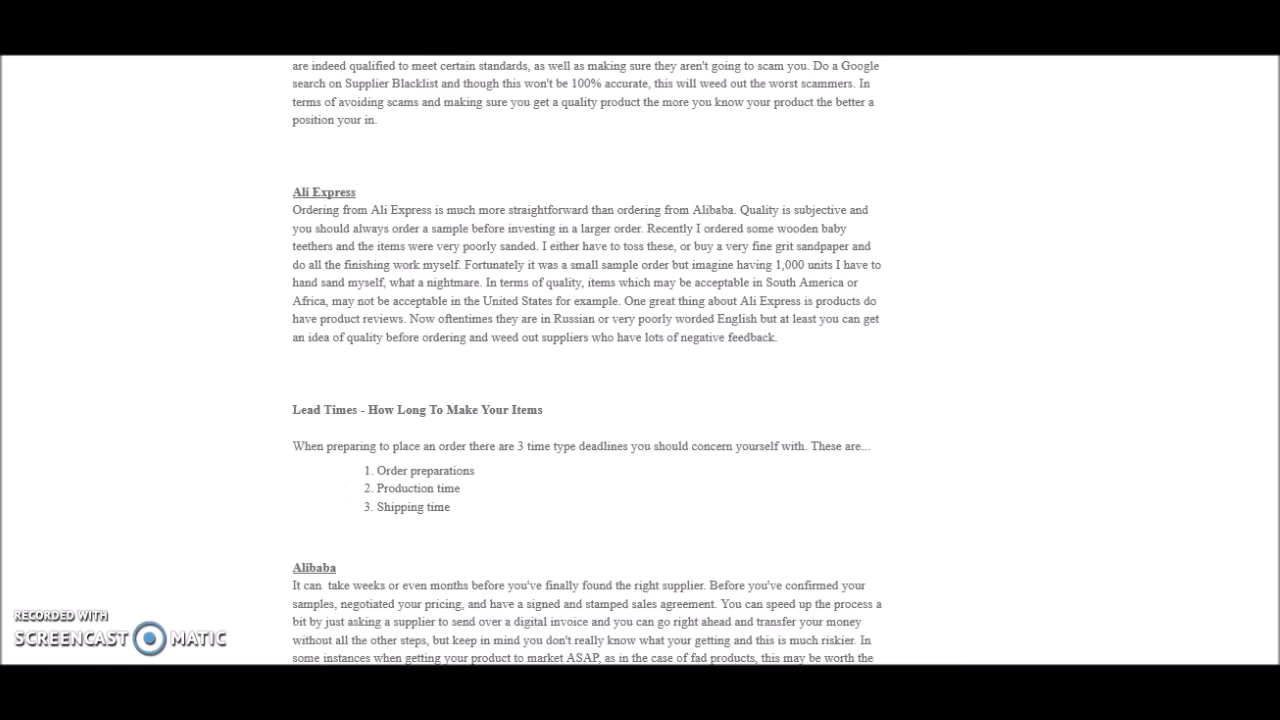 are indeed qualified to meet certain standards, as well as making sure they aren't going to scam you. Do a Google
search on Supplier Blacklist and though this won't be 100% accurate, this will weed out the worst scammers. In
terms of avoiding scams and making sure you get a quality product the more you know your product the better a
position your in.
Ali Express
Ordering from Ali Express is much more straightforward than ordering from Alibaba. Quality is subjective and
you should always order a sample before investing in a larger order. Recently I ordered some wooden baby
teethers and the items were very poorly sanded. I either have to toss these, or buy a very fine grit sandpaper and
do all the finishing work myself. Fortunately it was a small sample order but imagine having 1,000 units I have to
hand sand myself, what a nightmare. In terms of quality, items which may be acceptable in South America or
Africa, may not be acceptable in the United States for example. One great thing about Ali Express is products do
have product reviews. Now oftentimes they are in Russian or very poorly worded English but at least you can get
an idea of quality before ordering and weed out suppliers who have lots of negative feedback.
Lead Times - How Long To Make Your Items
When preparing to place an order there are 3 time type deadlines you should concern yourself with. These are...
1. Order preparations
2. Production time
3. Shipping time
Alibaba
It can take weeks or even months before you've finally found the right supplier. Before you've confirmed your
samples, negotiated your pricing, and have a signed and stamped sales agreement. You can speed up the process a
bit by just asking a supplier to send over a digital invoice and you can go right ahead and transfer your money
without all the other steps, but keep in mind you don't really know what your getting and this is much riskier. In
some instances when getting your product to market ASAP, as in the case of fad products, this may be worth the
RECORDED WITH
SCREENCAST MATIC